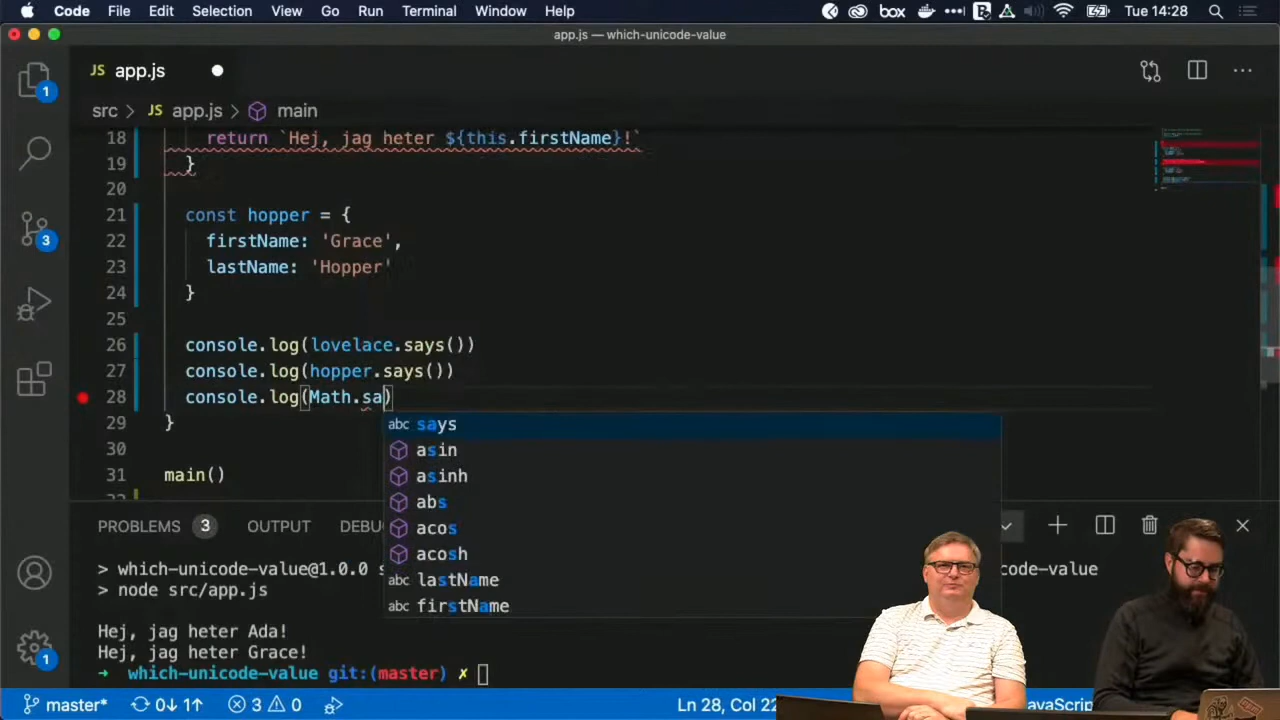 Code File Edit Selection View Go Run Terminal Window Help box Tue 14:28
app.js — which-unicode-value
JS app.js
src > JS app.js > main
18 return `Hej, jag heter ${this.firstName}!`
19 }
20
21 const hopper = {
22 firstName: 'Grace',
23 lastName: 'Hopper'
24 }
25
26 console.log(lovelace.says())
27 console.log(hopper.says())
28 console.log(Math.sa)
29 }
30
31 main()
32
abc says
asin
asinh
abs
acos
acosh
abc lastName
abc firstName
PROBLEMS 3 OUTPUT DEBU
> which-unicode-value@1.0.0 s
code-value
> node src/app.js
Hej, jag heter Ada!
Hej, jag heter Grace!
➜ which-unicode-value git:(master) ✗
1
3
1
master* 0↓ 1↑ 3 0 Ln 28, Col 22 JavaScrip